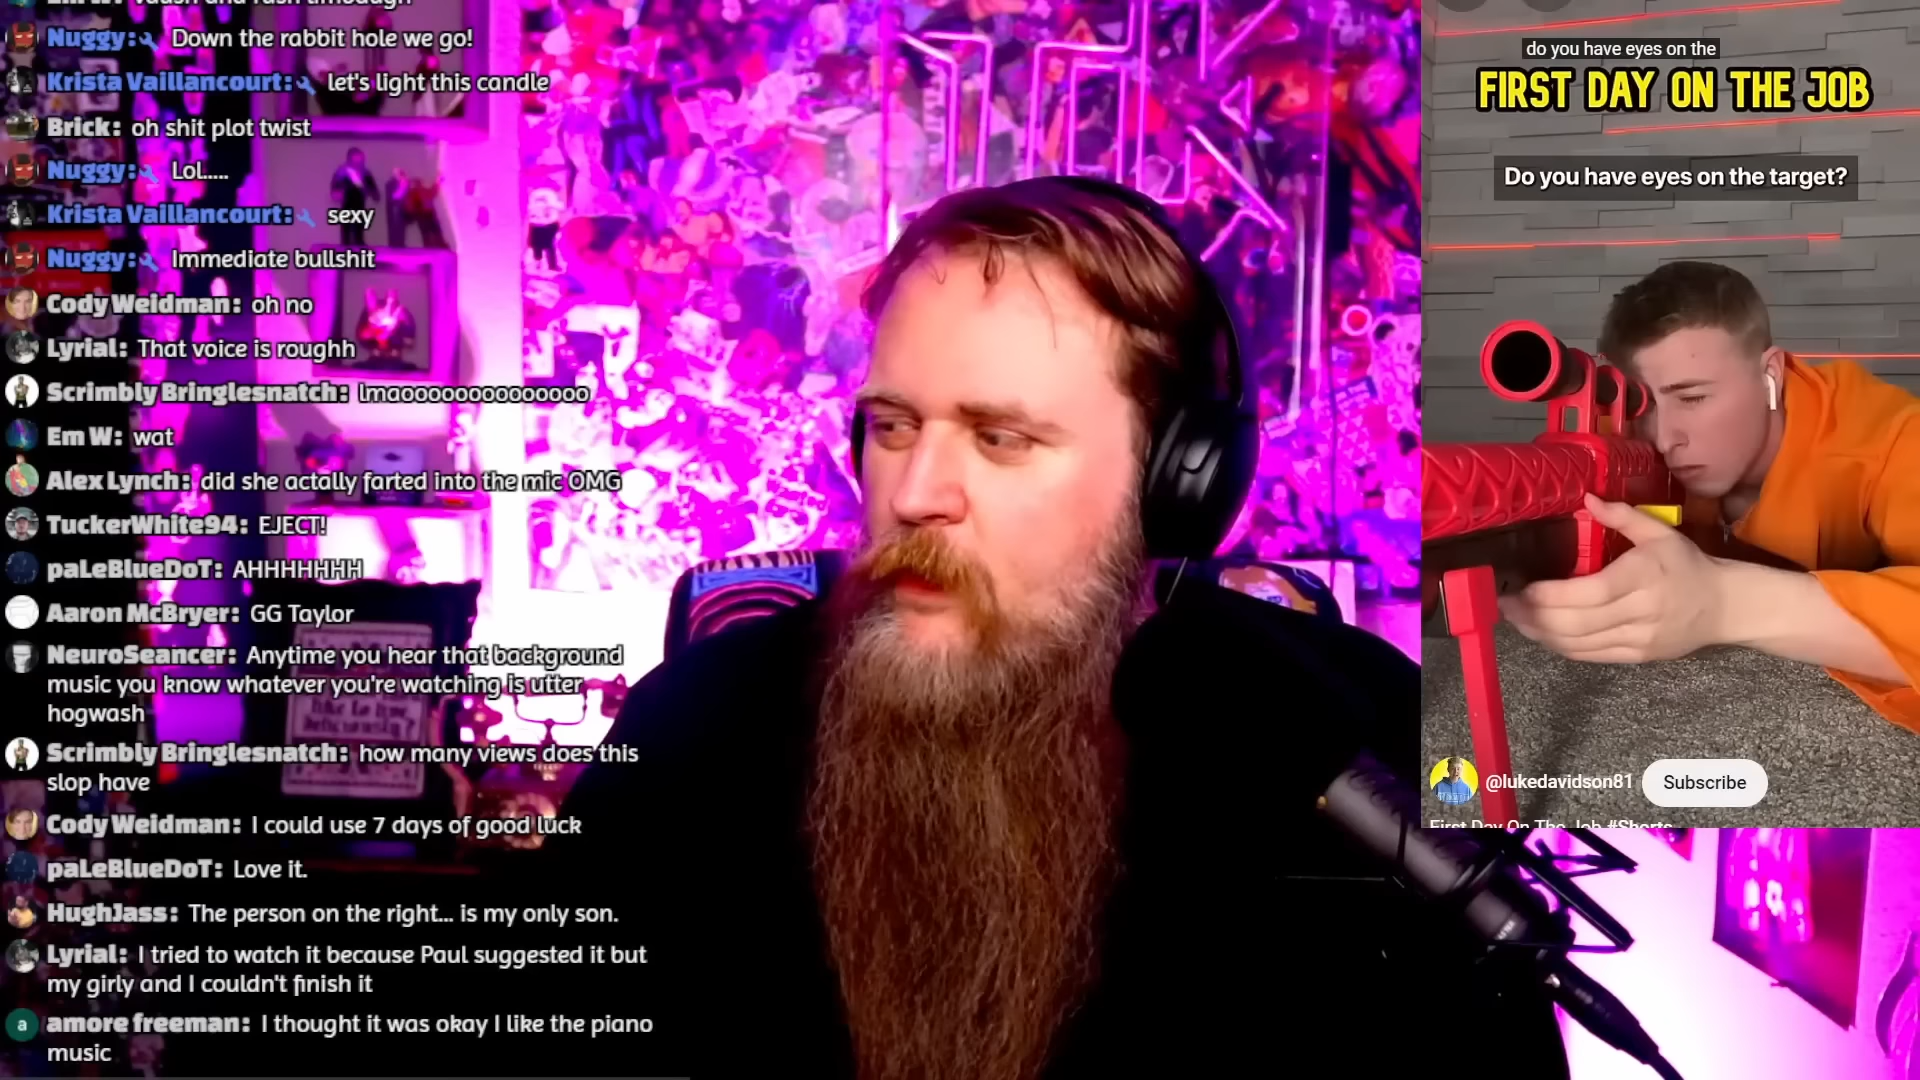 Nuggy: Down the rabbit hole we go!
Krista Vaillancourt: let's light this candle
Brick: oh shit plot twist
Nuggy: Lol.....
Krista Vaillancourt: sexy
Nuggy: Immediate bullshit
Cody Weidman: oh no
Lyrial: That voice is roughh
Scrimbly Bringlesnatch: lmaoooooooooooooo
Em W: wat
Alex Lynch: did she actally farted into the mic OMG
TuckerWhite94: EJECT!
paLeBlueDoT: AHHHHHHH
Aaron McBryer: GG Taylor
NeuroSeancer: Anytime you hear that background
music you know whatever you're watching is utter
hogwash
Scrimbly Bringlesnatch: how many views does this
slop have
Cody Weidman: I could use 7 days of good luck
paLeBlueDoT: Love it.
HughJass: The person on the right... is my only son.
Lyrial: I tried to watch it because Paul suggested it but
my girly and I couldn't finish it
a
amore freeman: I thought it was okay I like the piano
music
do you have eyes on the
FIRST DAY ON THE JOB
Do you have eyes on the target?
@lukedavidson81
Subscribe
First Day On The Job #Shorts